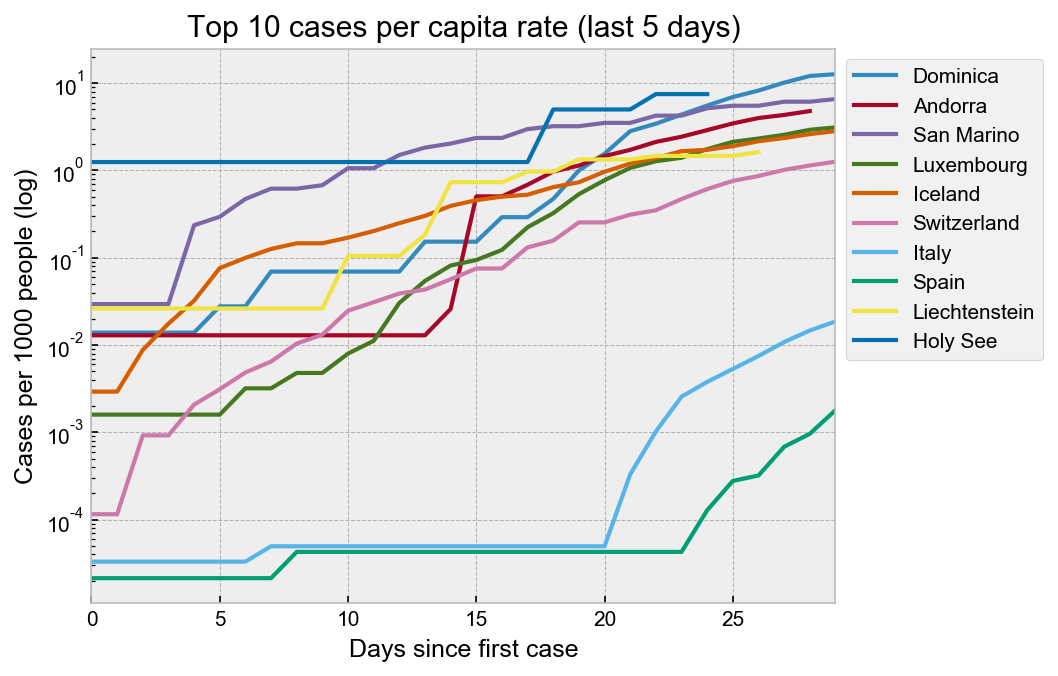 Top 10 cases per capita rate (last 5 days)
Cases per 1000 people (log)
10^1
10^0
10^-1
10^-2
10^-3
10^-4
0 5 10 15 20 25
Days since first case
Dominica
Andorra
San Marino
Luxembourg
Iceland
Switzerland
Italy
Spain
Liechtenstein
Holy See